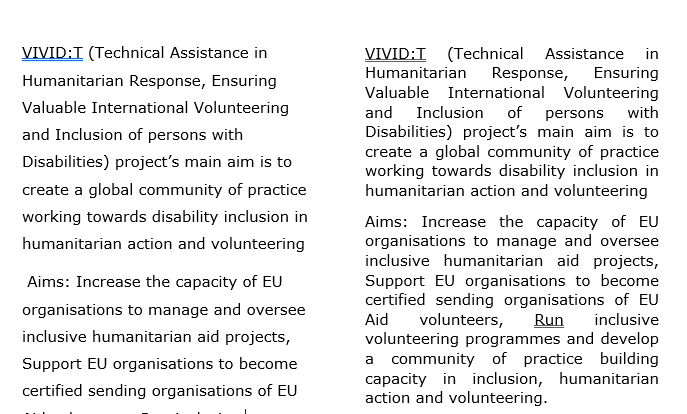 VIVID:T (Technical Assistance in
Humanitarian Response, Ensuring
Valuable International Volunteering
and Inclusion of persons with
Disabilities) project’s main aim is to
create a global community of practice
working towards disability inclusion in
humanitarian action and volunteering
Aims: Increase the capacity of EU
organisations to manage and oversee
inclusive humanitarian aid projects,
Support EU organisations to become
certified sending organisations of EU
VIVID:T (Technical Assistance in
Humanitarian Response, Ensuring
Valuable International Volunteering
and Inclusion of persons with
Disabilities) project’s main aim is to
create a global community of practice
working towards disability inclusion in
humanitarian action and volunteering
Aims: Increase the capacity of EU
organisations to manage and oversee
inclusive humanitarian aid projects,
Support EU organisations to become
certified sending organisations of EU
Aid volunteers, Run inclusive
volunteering programmes and develop
a community of practice building
capacity in inclusion, humanitarian
action and volunteering.